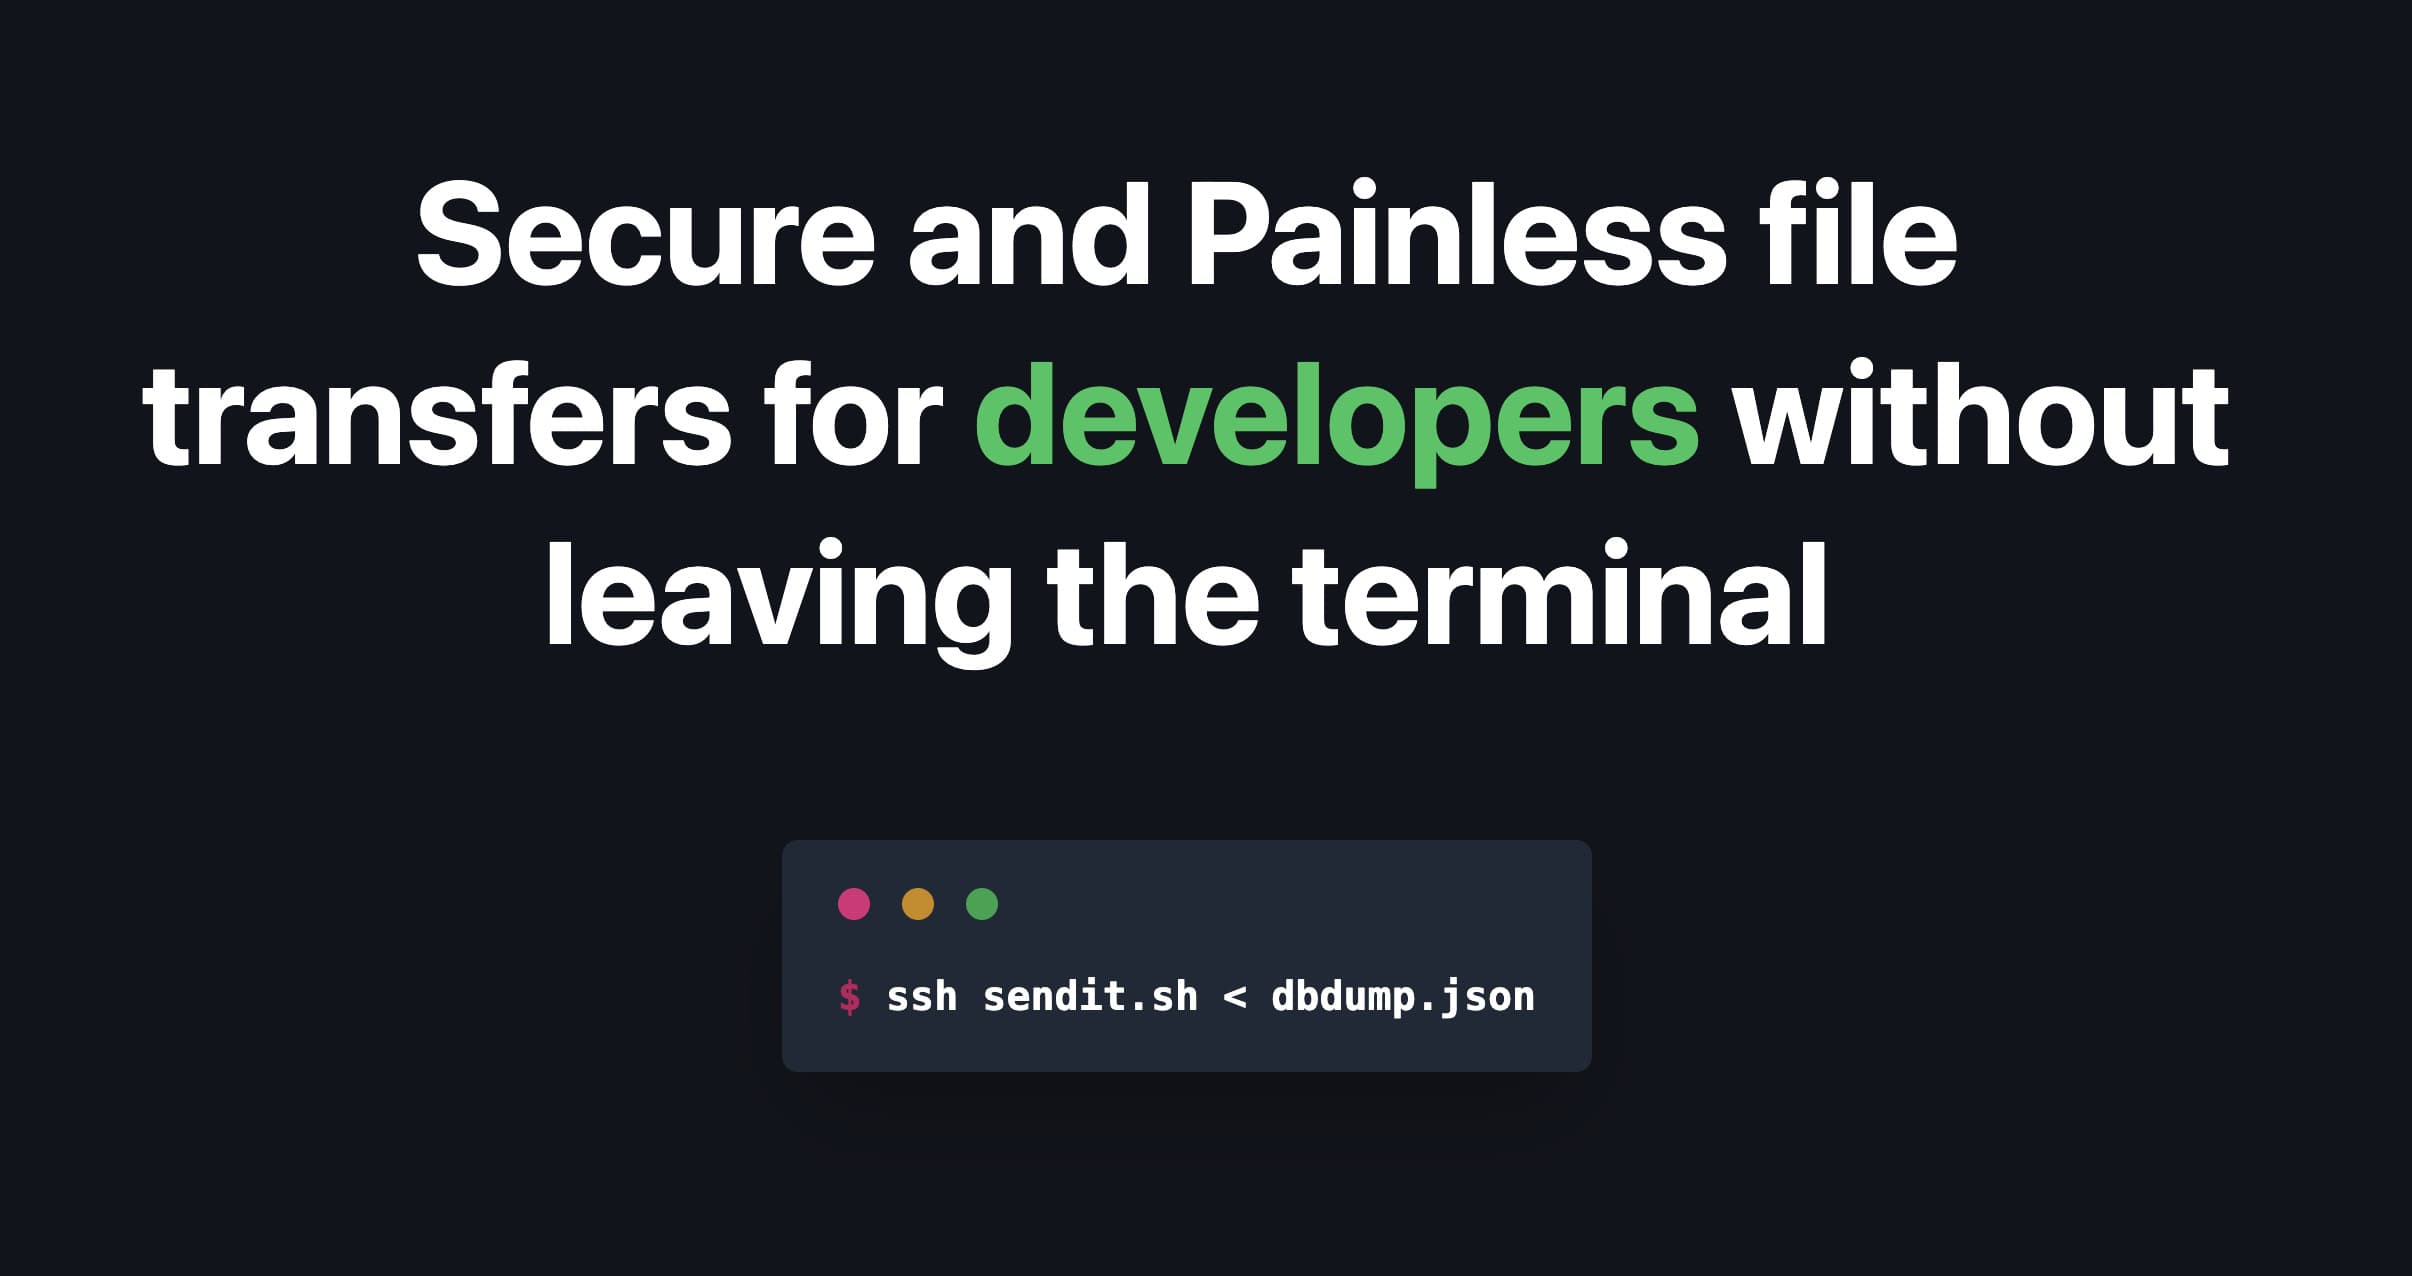 Secure and Painless file
transfers for developers without
leaving the terminal
$ ssh sendit.sh < dbdump.json